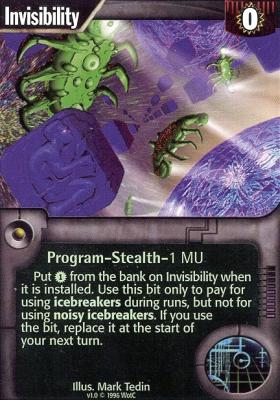 Invisibility
0
Program-Stealth-1 MU
Put 1 from the bank on Invisibility when
it is installed. Use this bit only to pay for
using icebreakers during runs, but not for
using noisy icebreakers. If you use
the bit, replace it at the start of
your next turn.
Illus. Mark Tedin
v1.0 © 1996 WotC